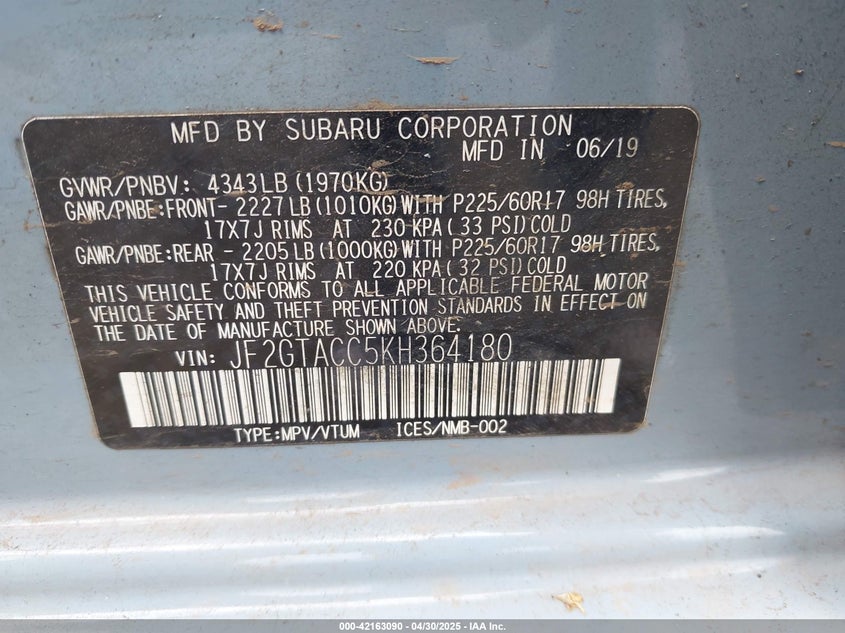 MFD BY SUBARU CORPORATION
MFD IN 06/19
GVWR/PNBV: 4343LB (1970KG)
GAWR/PNBE:FRONT- 2227LB (1010KG) WITH P225/60R17 98H TIRES,
17X7J RIMS AT 230 KPA ( 33 PSI) COLD
GAWR/PNBE:REAR - 2205LB (1000KG) WITH P225/60R17 98H TIRES,
17X7J RIMS AT 220 KPA ( 32 PSI) COLD
THIS VEHICLE CONFORMS TO ALL APPLICABLE FEDERAL MOTOR
VEHICLE SAFETY AND THEFT PREVENTION STANDARDS IN EFFECT ON
THE DATE OF MANUFACTURE SHOWN ABOVE.
VIN: JF2GTACC5KH364180
TYPE:MPV/VTUM ICES/NMB-002
000-42163090 - 04/30/2025 - IAA Inc.